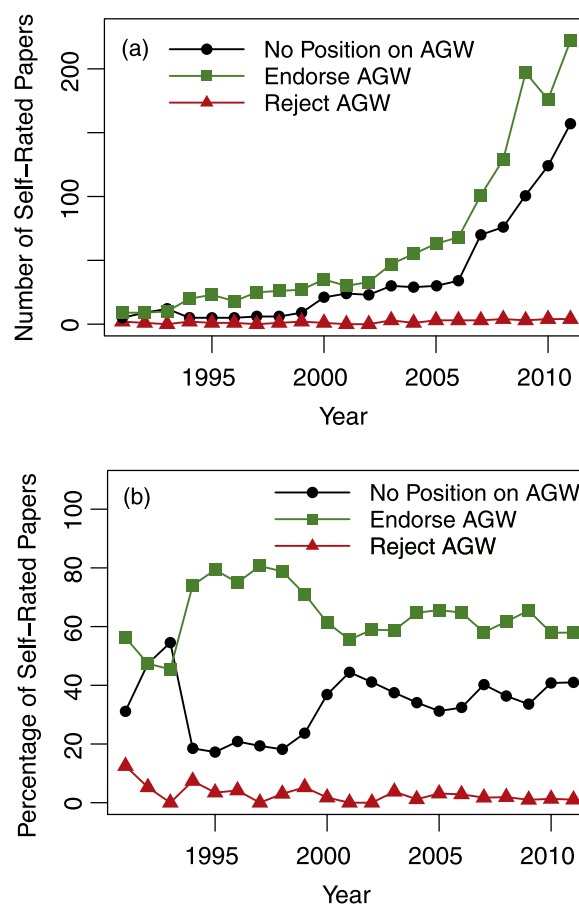 (a)
No Position on AGW
Endorse AGW
Reject AGW
Number of Self−Rated Papers
200
100
0
1995
2000
2005
2010
Year
(b)
No Position on AGW
Endorse AGW
Reject AGW
Percentage of Self−Rated Papers
100
80
60
40
20
0
1995
2000
2005
2010
Year